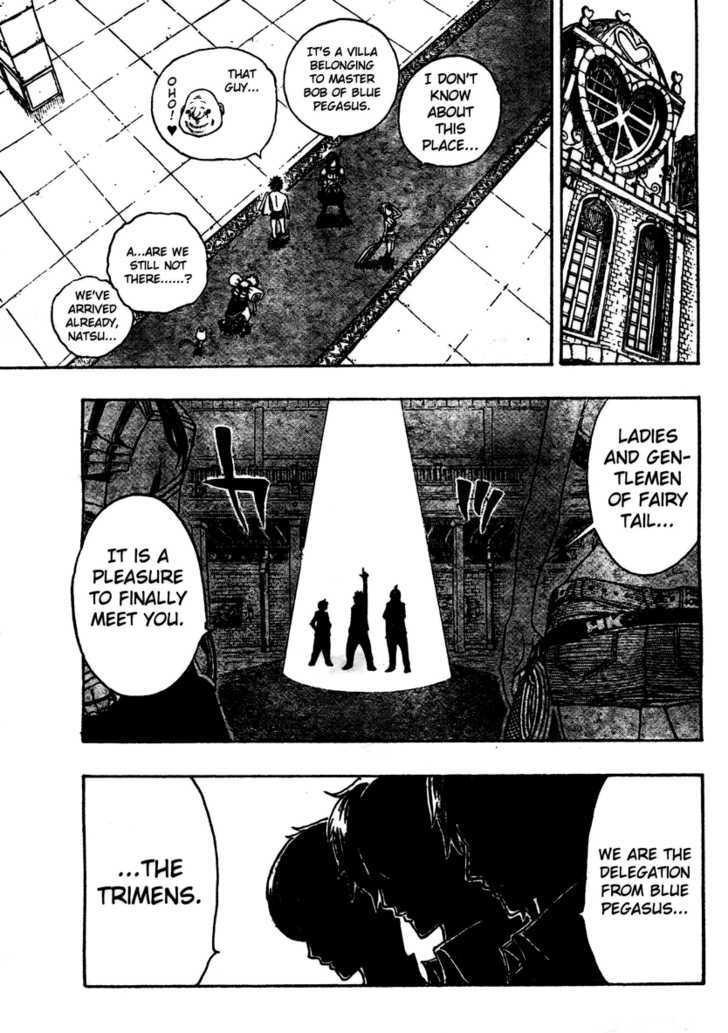 I DON'T
KNOW
ABOUT
THIS
PLACE...
IT'S A VILLA
BELONGING
TO MASTER
BOB OF BLUE
PEGASUS.
THAT
GUY...
OHO! ♥
A...ARE WE
STILL NOT
THERE......?
WE'VE
ARRIVED
ALREADY,
NATSU...
LADIES
AND GEN-
TLEMEN
OF FAIRY
TAIL...
IT IS A
PLEASURE
TO FINALLY
MEET YOU.
HK
WE ARE THE
DELEGATION
FROM BLUE
PEGASUS...
...THE
TRIMENS.